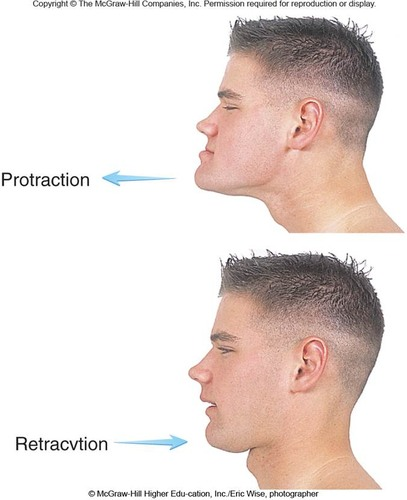 Copyright © The McGraw-Hill Companies, Inc. Permission required for reproduction or display.
Protraction
Retracvtion
© McGraw-Hill Higher Edu-cation, Inc./Eric Wise, photographer